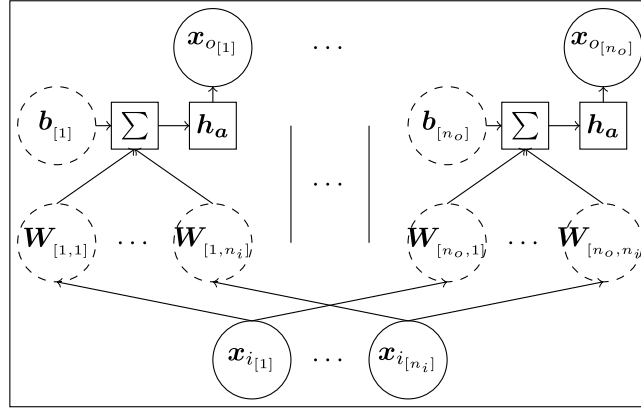 x_{o_{[1]}} ... x_{o_{[n_o]}}
b_{[1]} ∑ h_a b_{[n_o]} ∑ h_a
...
W_{[1,1]} ... W_{[1,n_i]} W_{[n_o,1]} ... W_{[n_o,n_i]}
x_{i_{[1]}} ... x_{i_{[n_i]}}